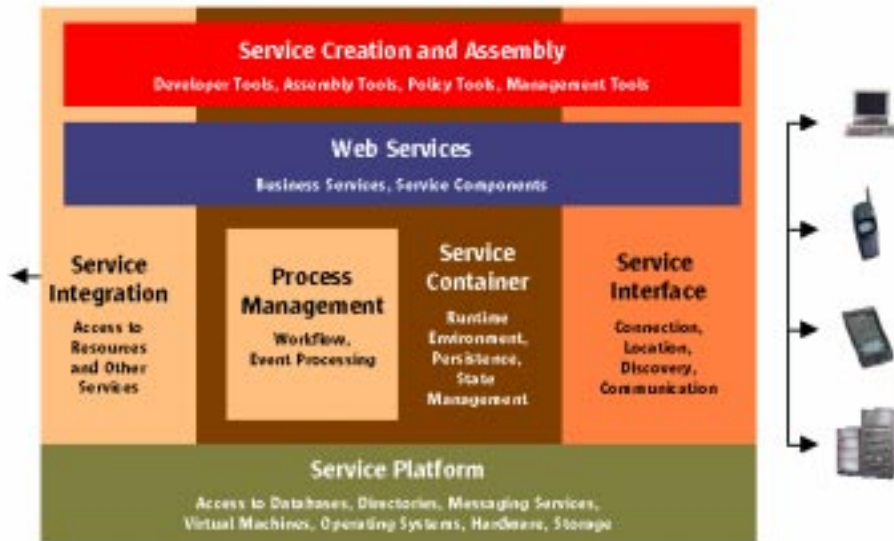 Service Creation and Assembly
Developer Tools, Assembly Tools, Policy Tools, Management Tools
Web Services
Business Services, Service Components
Service
Integration
Access to
Resources
and Other
Services
Process
Management
Workflow,
Event Processing
Service
Container
Runtime
Environment,
Persistence,
State
Management
Service
Interface
Connection,
Location,
Discovery,
Communication
Service Platform
Access to Databases, Directories, Messaging Services,
Virtual Machines, Operating Systems, Hardware, Storage